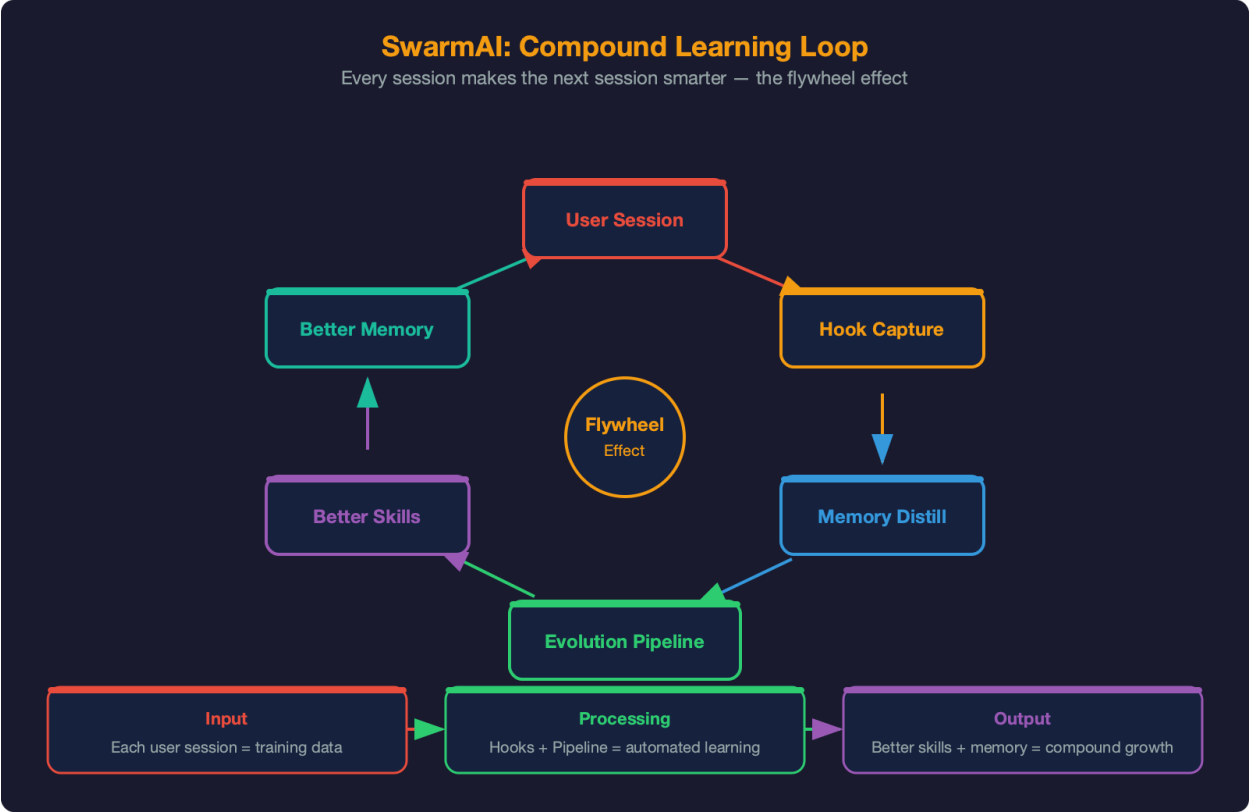 SwarmAI: Compound Learning Loop
Every session makes the next session smarter — the flywheel effect
User Session
Better Memory
Hook Capture
Flywheel
Effect
Better Skills
Memory Distill
Evolution Pipeline
Input
Each user session = training data
Processing
Hooks + Pipeline = automated learning
Output
Better skills + memory = compound growth